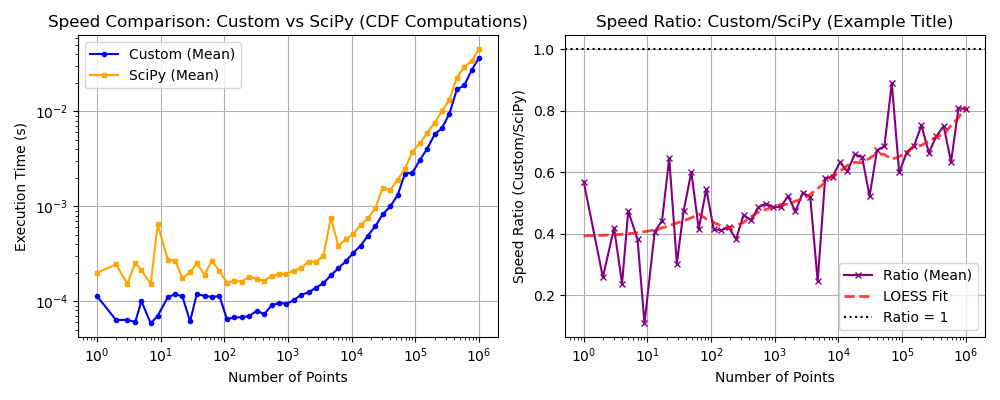 Speed Comparison: Custom vs SciPy (CDF Computations)
Execution Time (s)
10⁻²
10⁻³
10⁻⁴
Custom (Mean)
SciPy (Mean)
10⁰ 10¹ 10² 10³ 10⁴ 10⁵ 10⁶
Number of Points
Speed Ratio: Custom/SciPy (Example Title)
Speed Ratio (Custom/SciPy)
1.0
0.8
0.6
0.4
0.2
Ratio (Mean)
LOESS Fit
Ratio = 1
10⁰ 10¹ 10² 10³ 10⁴ 10⁵ 10⁶
Number of Points